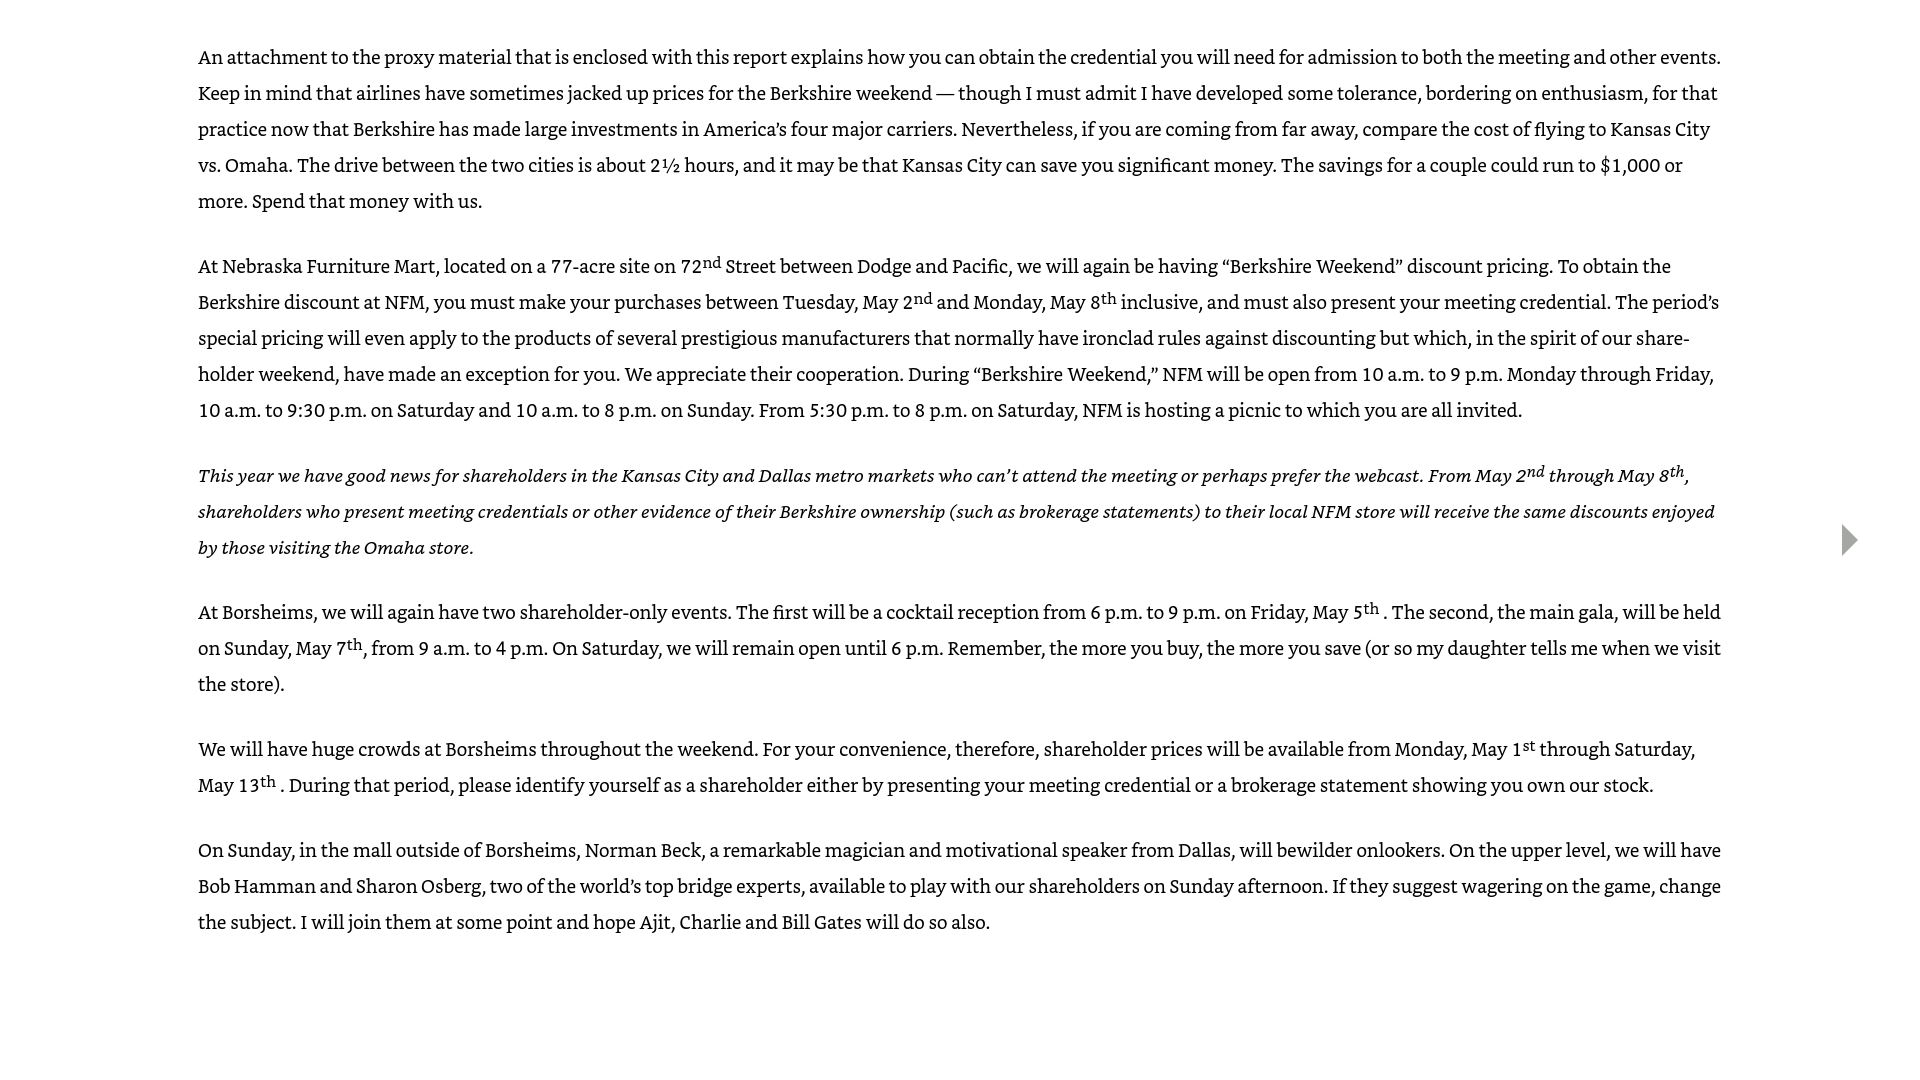 An attachment to the proxy material that is enclosed with this report explains how you can obtain the credential you will need for admission to both the meeting and other events.
Keep in mind that airlines have sometimes jacked up prices for the Berkshire weekend — though I must admit I have developed some tolerance, bordering on enthusiasm, for that
practice now that Berkshire has made large investments in America’s four major carriers. Nevertheless, if you are coming from far away, compare the cost of flying to Kansas City
vs. Omaha. The drive between the two cities is about 2½ hours, and it may be that Kansas City can save you significant money. The savings for a couple could run to $1,000 or
more. Spend that money with us.
At Nebraska Furniture Mart, located on a 77-acre site on 72nd Street between Dodge and Pacific, we will again be having “Berkshire Weekend” discount pricing. To obtain the
Berkshire discount at NFM, you must make your purchases between Tuesday, May 2nd and Monday, May 8th inclusive, and must also present your meeting credential. The period’s
special pricing will even apply to the products of several prestigious manufacturers that normally have ironclad rules against discounting but which, in the spirit of our share-
holder weekend, have made an exception for you. We appreciate their cooperation. During “Berkshire Weekend,” NFM will be open from 10 a.m. to 9 p.m. Monday through Friday,
10 a.m. to 9:30 p.m. on Saturday and 10 a.m. to 8 p.m. on Sunday. From 5:30 p.m. to 8 p.m. on Saturday, NFM is hosting a picnic to which you are all invited.
This year we have good news for shareholders in the Kansas City and Dallas metro markets who can’t attend the meeting or perhaps prefer the webcast. From May 2nd through May 8th,
shareholders who present meeting credentials or other evidence of their Berkshire ownership (such as brokerage statements) to their local NFM store will receive the same discounts enjoyed
by those visiting the Omaha store.
At Borsheims, we will again have two shareholder-only events. The first will be a cocktail reception from 6 p.m. to 9 p.m. on Friday, May 5th . The second, the main gala, will be held
on Sunday, May 7th, from 9 a.m. to 4 p.m. On Saturday, we will remain open until 6 p.m. Remember, the more you buy, the more you save (or so my daughter tells me when we visit
the store).
We will have huge crowds at Borsheims throughout the weekend. For your convenience, therefore, shareholder prices will be available from Monday, May 1st through Saturday,
May 13th . During that period, please identify yourself as a shareholder either by presenting your meeting credential or a brokerage statement showing you own our stock.
On Sunday, in the mall outside of Borsheims, Norman Beck, a remarkable magician and motivational speaker from Dallas, will bewilder onlookers. On the upper level, we will have
Bob Hamman and Sharon Osberg, two of the world’s top bridge experts, available to play with our shareholders on Sunday afternoon. If they suggest wagering on the game, change
the subject. I will join them at some point and hope Ajit, Charlie and Bill Gates will do so also.